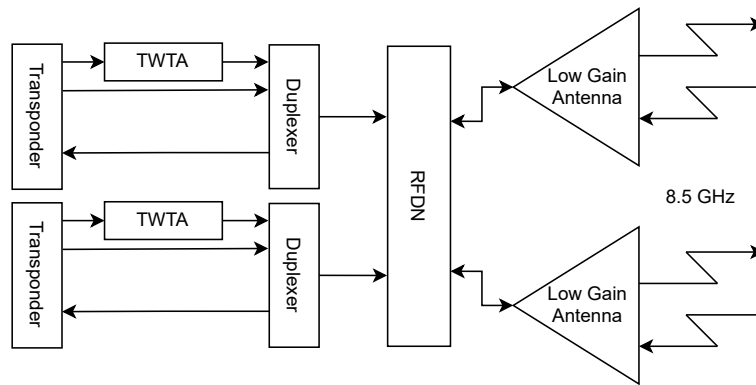 Transponder
TWTA
Duplexer
RFDN
Low Gain
Antenna
8.5 GHz
Transponder
TWTA
Duplexer
Low Gain
Antenna